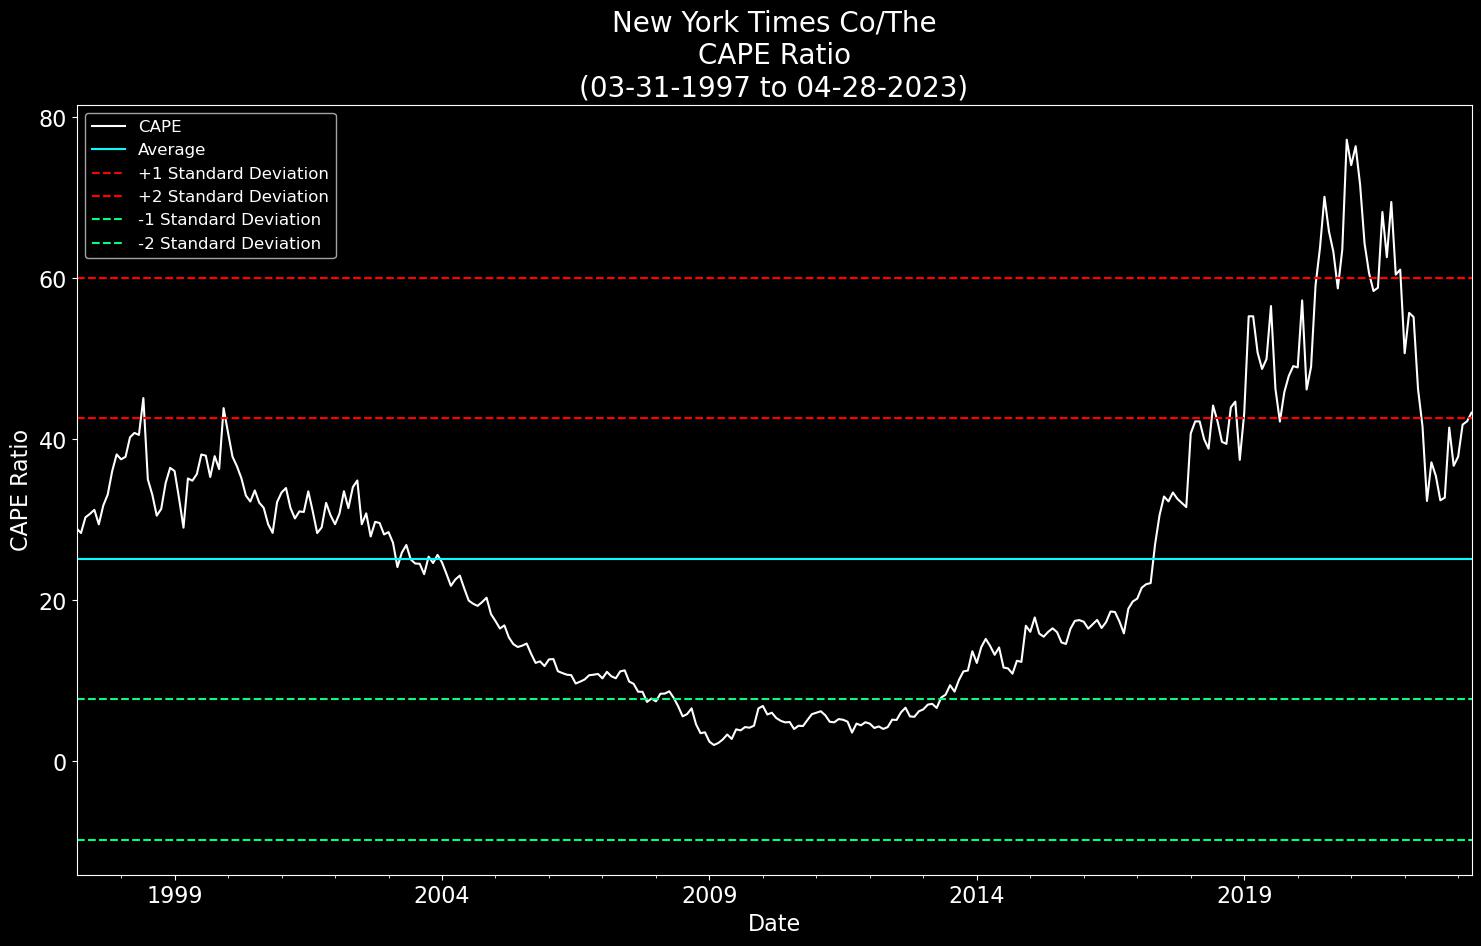 New York Times Co/The
CAPE Ratio
(03-31-1997 to 04-28-2023)
CAPE
Average
+1 Standard Deviation
+2 Standard Deviation
-1 Standard Deviation
-2 Standard Deviation
80
60
40
20
0
CAPE Ratio
1999
2004
2009
2014
2019
Date